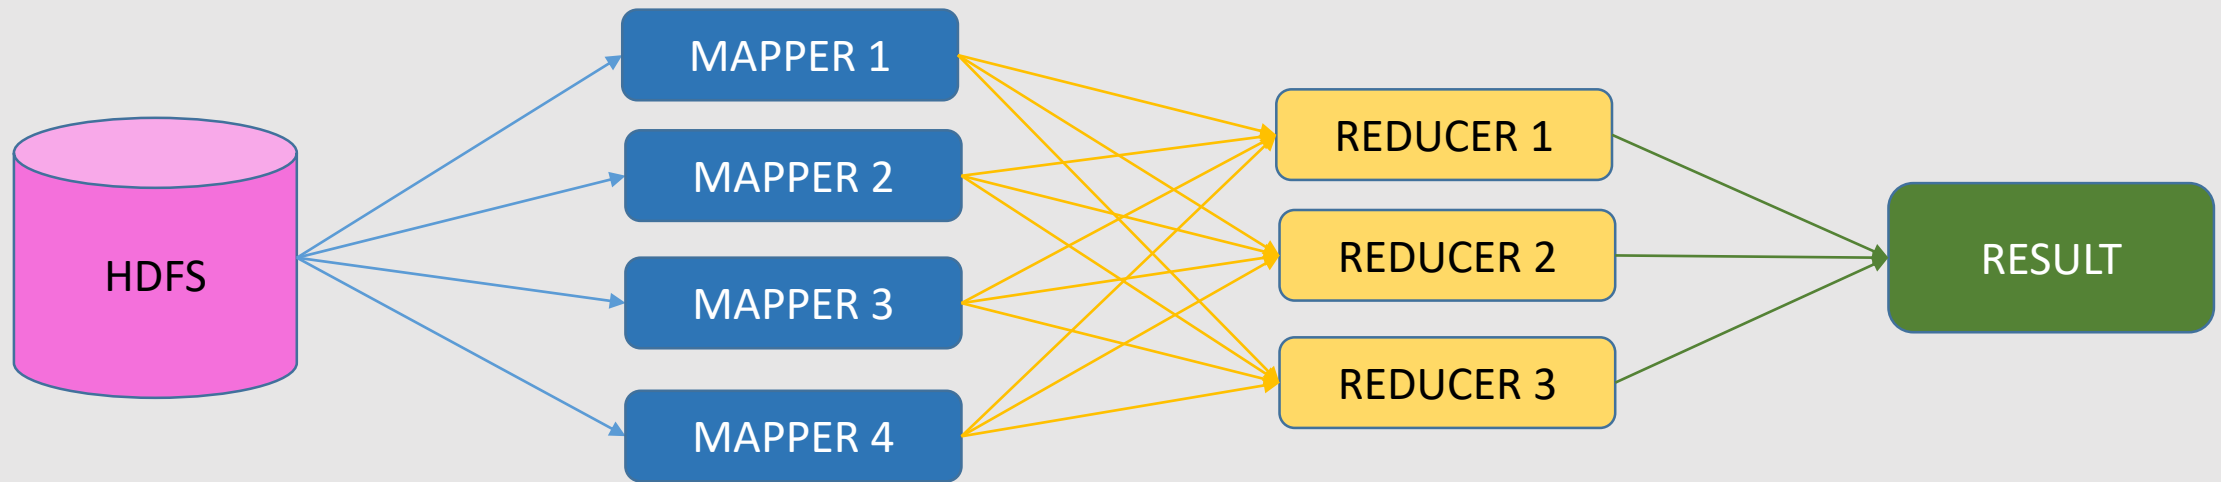 HDFS
MAPPER 1
MAPPER 2
MAPPER 3
MAPPER 4
REDUCER 1
REDUCER 2
REDUCER 3
RESULT